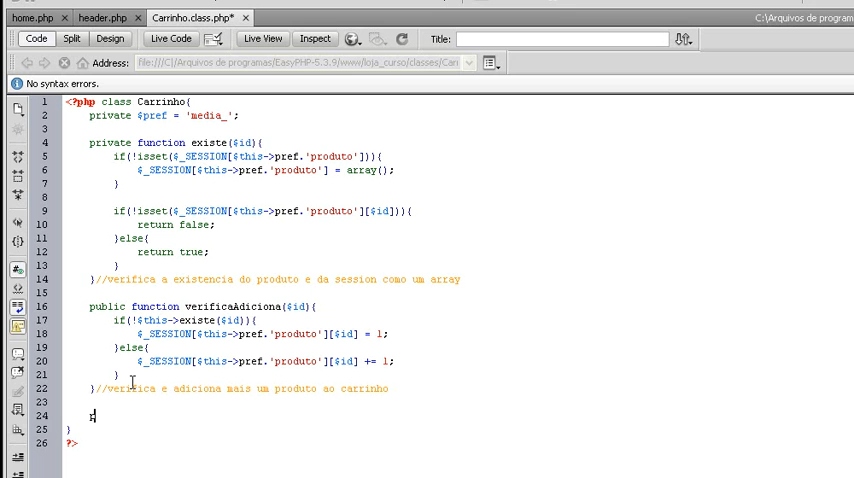 home.php × header.php × Carrinho.class.php* × C:\Arquivos de program
Code Split Design Live Code Live View Inspect Title:
Address: file:///C|/Arquivos de programas/EasyPHP-5.3.9/www/loja_curso/classes/Carri
No syntax errors.
1 <?php class Carrinho{
2 private $pref = 'media_';
3
4 private function existe($id){
5 if(!isset($_SESSION[$this->pref.'produto'])){
6 $_SESSION[$this->pref.'produto'] = array();
7 }
8
9 if(!isset($_SESSION[$this->pref.'produto'][$id])){
10 return false;
11 }else{
12 return true;
13 }
14 }//verifica a existencia do produto e da session como um array
15
16 public function verificaAdiciona($id){
17 if(!$this->existe($id)){
18 $_SESSION[$this->pref.'produto'][$id] = 1;
19 }else{
20 $_SESSION[$this->pref.'produto'][$id] += 1;
21 }
22 }//verifica e adiciona mais um produto ao carrinho
23
24
25 }
26 ?>